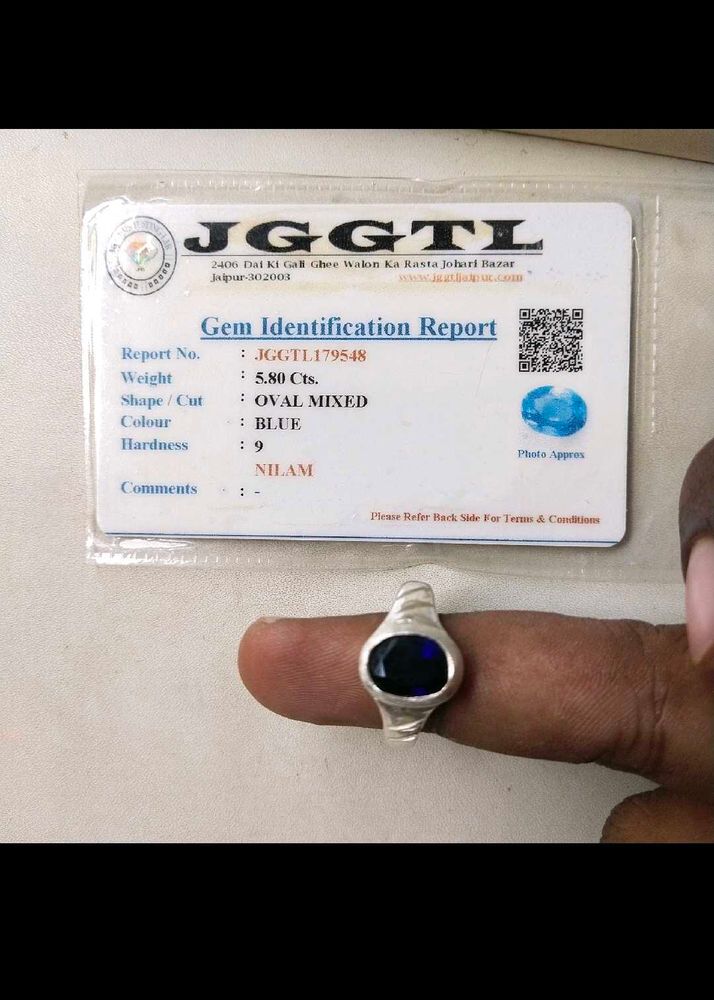 JGGTL
2406 Dai Ki Gali Ghee Walon Ka Rasta Johari Bazar
Jaipur-302003 www.jggtljaipur.com
Gem Identification Report
Report No. : JGGTL179548
Weight : 5.80 Cts.
Shape / Cut : OVAL MIXED
Colour : BLUE
Hardness : 9
NILAM
Photo Approx
Comments : -
Please Refer Back Side For Terms & Conditions